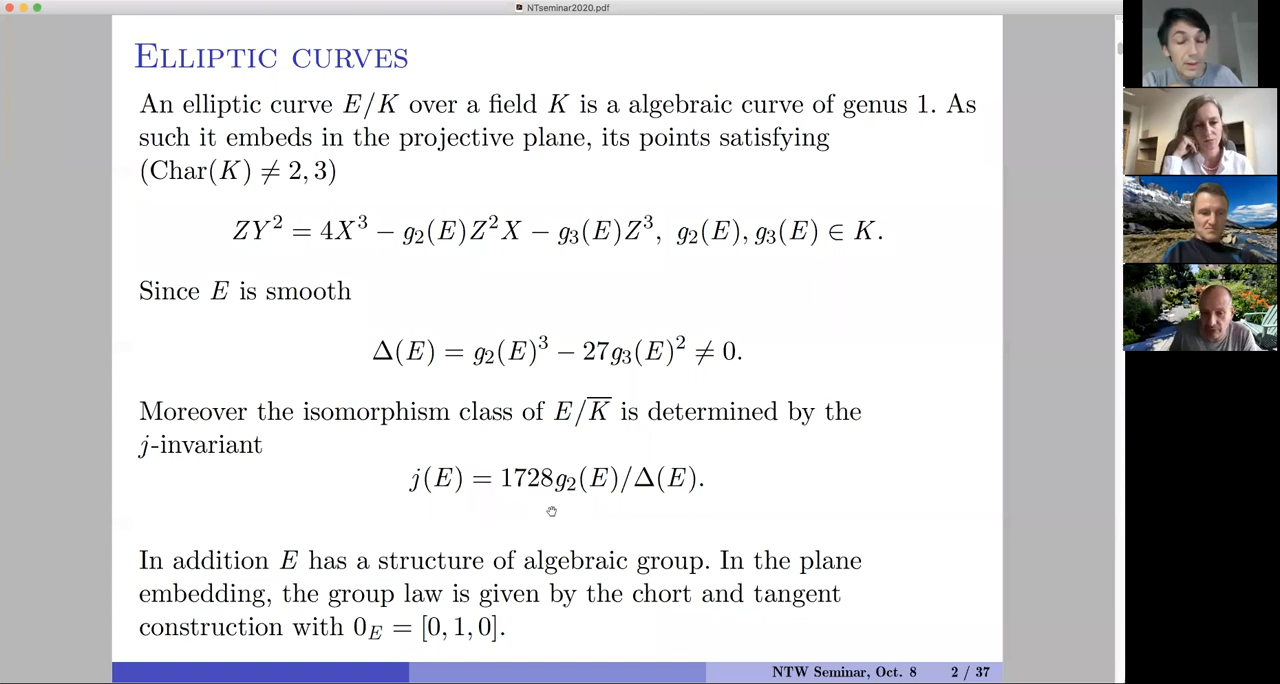 NTseminar2020.pdf
ELLIPTIC CURVES
An elliptic curve E/K over a field K is a algebraic curve of genus 1. As
such it embeds in the projective plane, its points satisfying
(Char(K) ≠ 2, 3)
ZY² = 4X³ − g₂(E)Z²X − g₃(E)Z³, g₂(E), g₃(E) ∈ K.
Since E is smooth
Δ(E) = g₂(E)³ − 27g₃(E)² ≠ 0.
Moreover the isomorphism class of E/K̅ is determined by the
j-invariant
j(E) = 1728g₂(E)/Δ(E).
In addition E has a structure of algebraic group. In the plane
embedding, the group law is given by the chort and tangent
construction with 0_E = [0, 1, 0].
NTW Seminar, Oct. 8 2 / 37